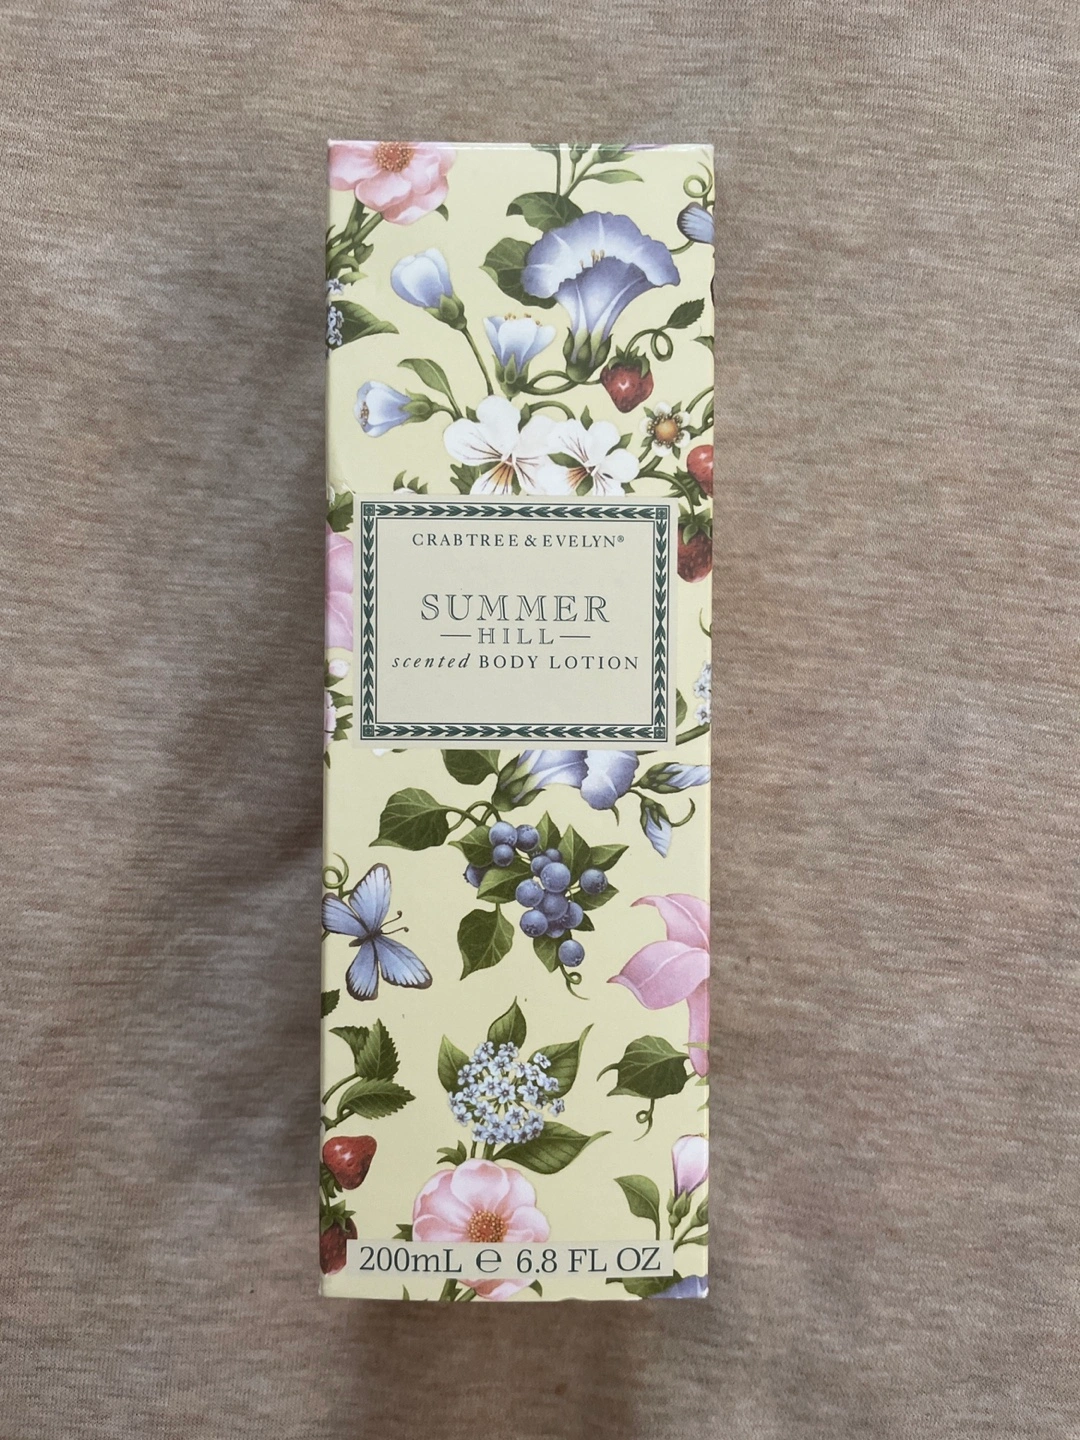 CRABTREE & EVELYN®
SUMMER
—HILL—
scented BODY LOTION
200mL ℮ 6.8 FL OZ